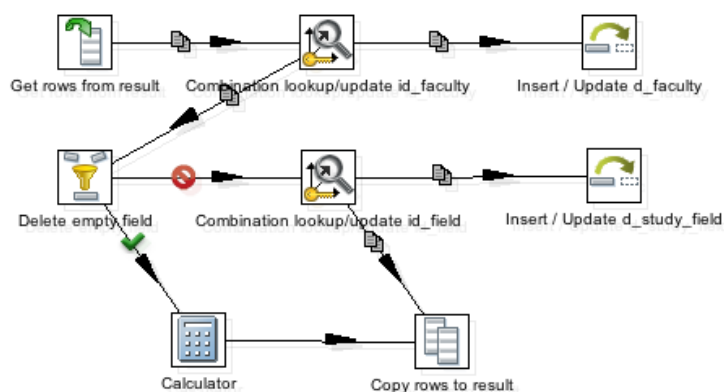 Get rows from result
Combination lookup/update id_faculty
Insert / Update d_faculty
Delete empty field
Combination lookup/update id_field
Insert / Update d_study_field
Calculator
Copy rows to result